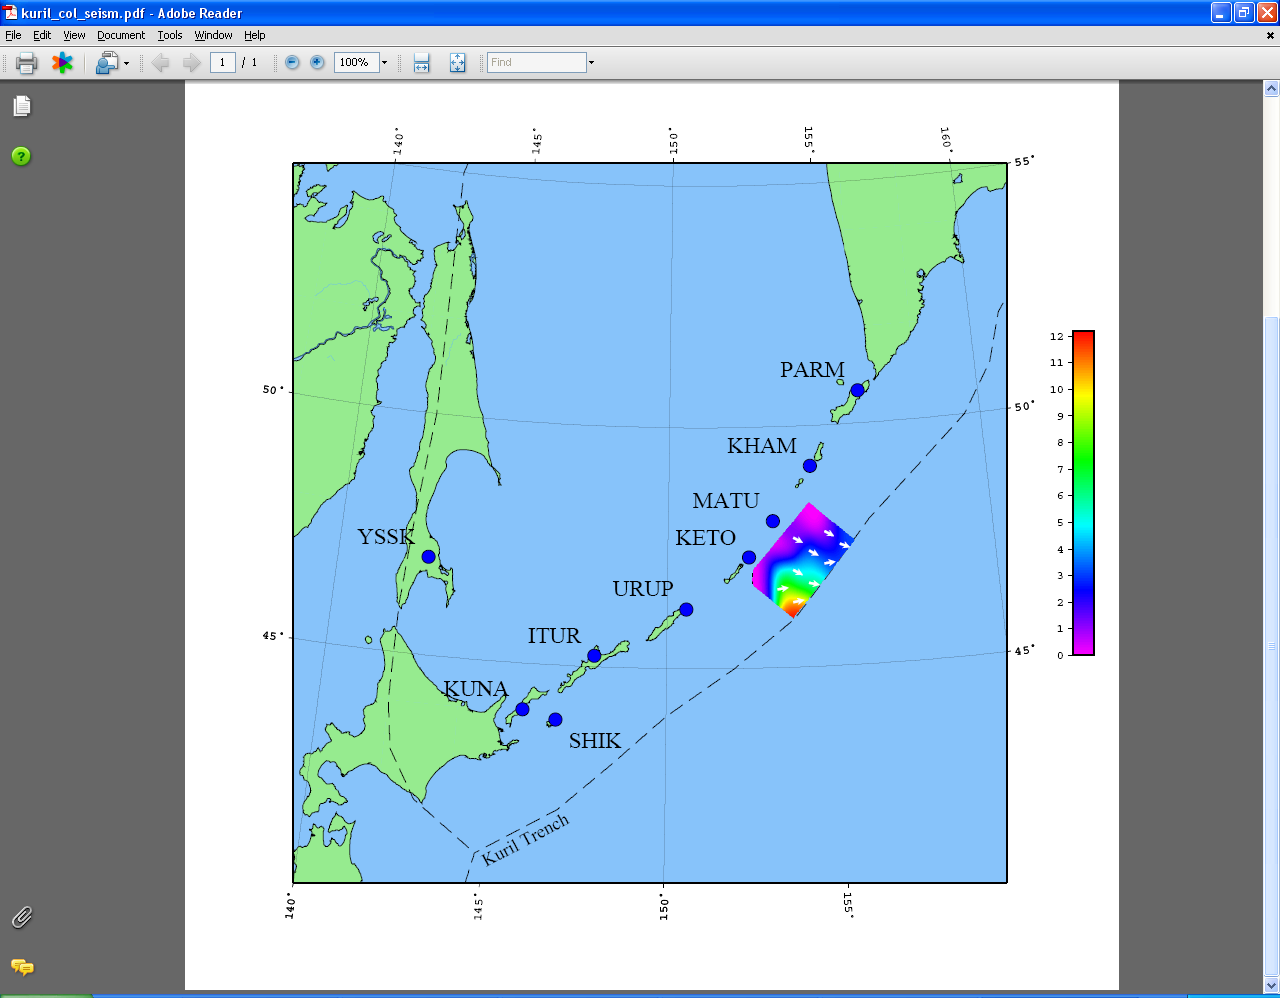 kuril_col_seism.pdf - Adobe Reader
File Edit View Document Tools Window Help
1 / 1 100% Find
140° 145° 150° 155° 160°
55°
50°
50°
45°
45°
PARM
KHAM
MATU
KETO
YSSK
URUP
ITUR
KUNA
SHIK
Kuril Trench
12
11
10
9
8
7
6
5
4
3
2
1
0
140° 145° 150° 155°